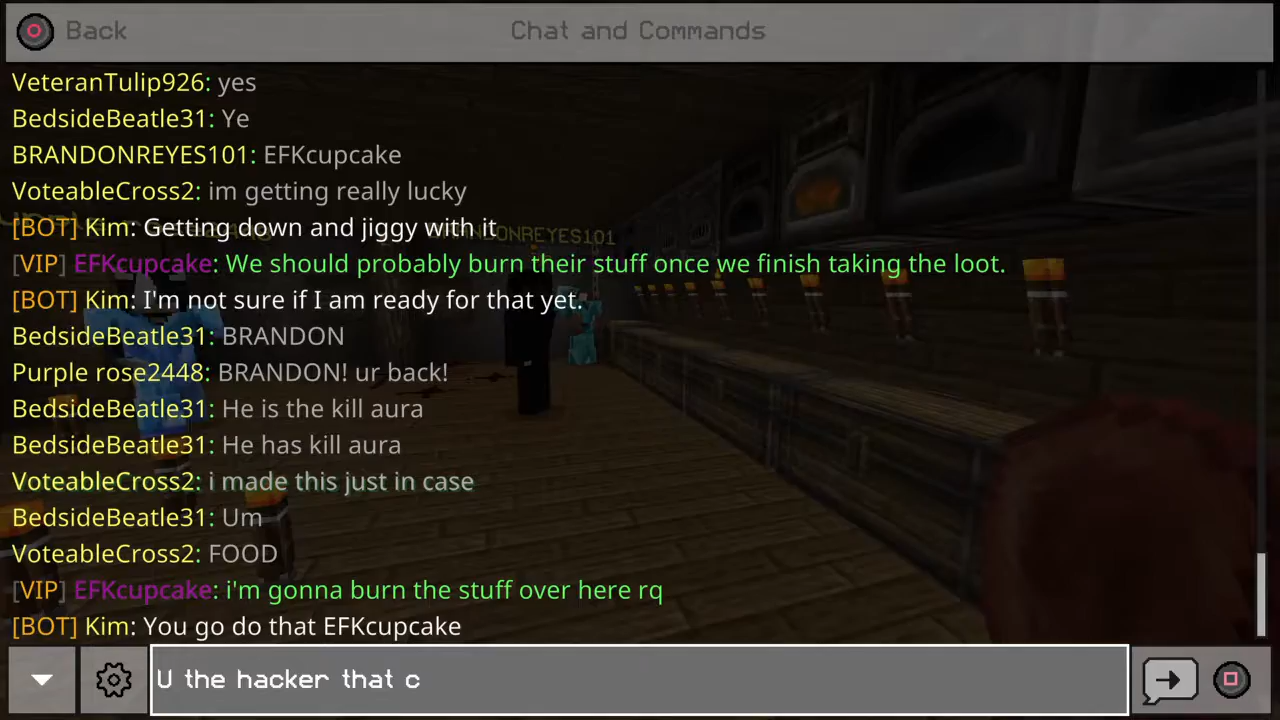 Back
Chat and Commands
VeteranTulip926: yes
BedsideBeatle31: Ye
BRANDONREYES101: EFKcupcake
VoteableCross2: im getting really lucky
[BOT] Kim: Getting down and jiggy with it
BRANDONREYES101
[VIP] EFKcupcake: We should probably burn their stuff once we finish taking the loot.
[BOT] Kim: I'm not sure if I am ready for that yet.
BedsideBeatle31: BRANDON
Purple rose2448: BRANDON! ur back!
BedsideBeatle31: He is the kill aura
BedsideBeatle31: He has kill aura
VoteableCross2: i made this just in case
BedsideBeatle31: Um
VoteableCross2: FOOD
[VIP] EFKcupcake: i'm gonna burn the stuff over here rq
[BOT] Kim: You go do that EFKcupcake
U the hacker that c